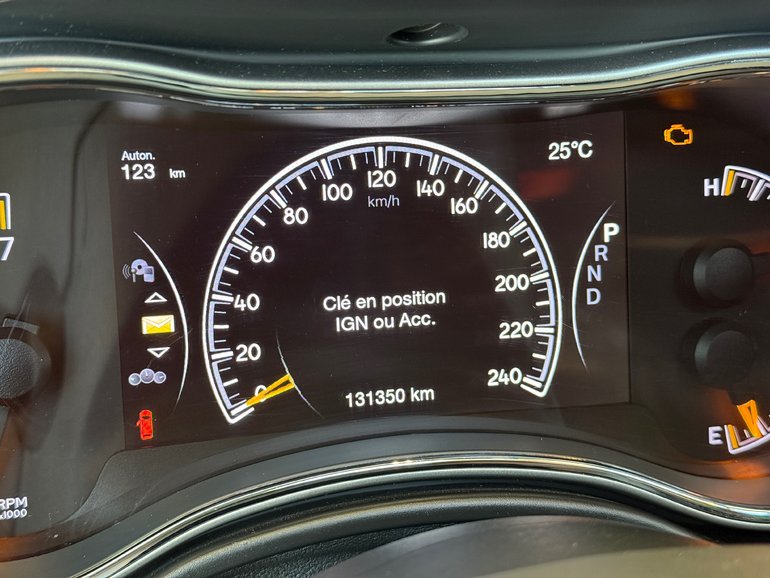 Auton.
123 km
25°C
H
7
0
20
40
60
80
100
120
140
160
180
200
220
240
km/h
P
R
N
D
Clé en position
IGN ou Acc.
131350 km
E
RPM